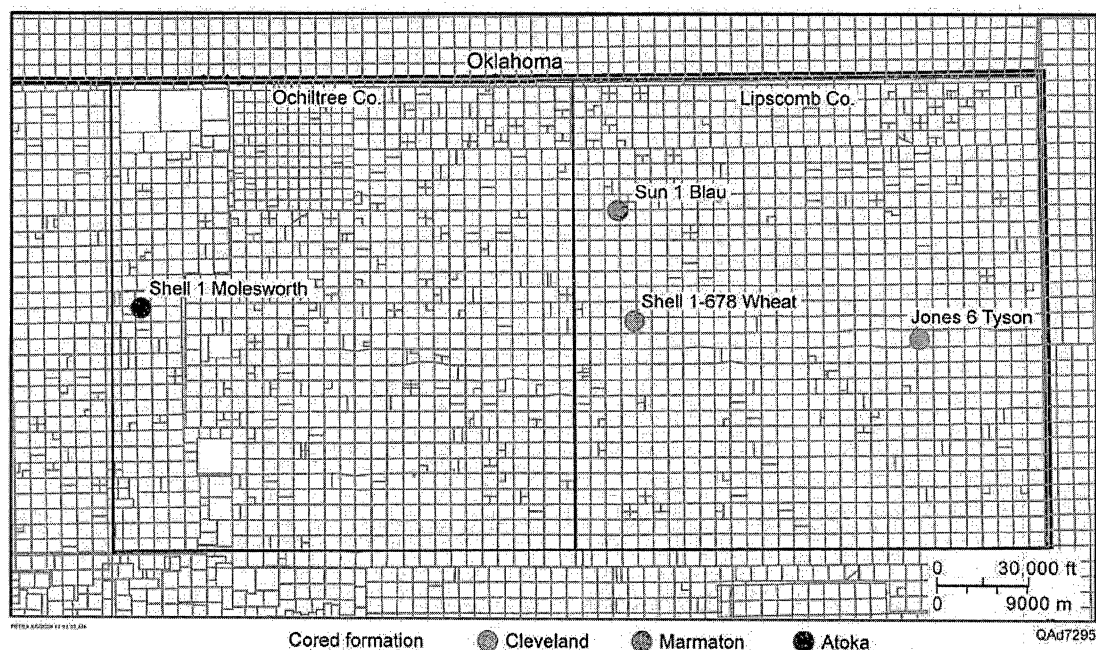 Oklahoma
Ochiltree Co.
Lipscomb Co.
Sun 1 Blau
Shell 1 Molesworth
Shell 1-678 Wheat
Jones 6 Tyson
0 30,000 ft
0 9000 m
Cored formation Cleveland Marmaton Atoka
QAd7295